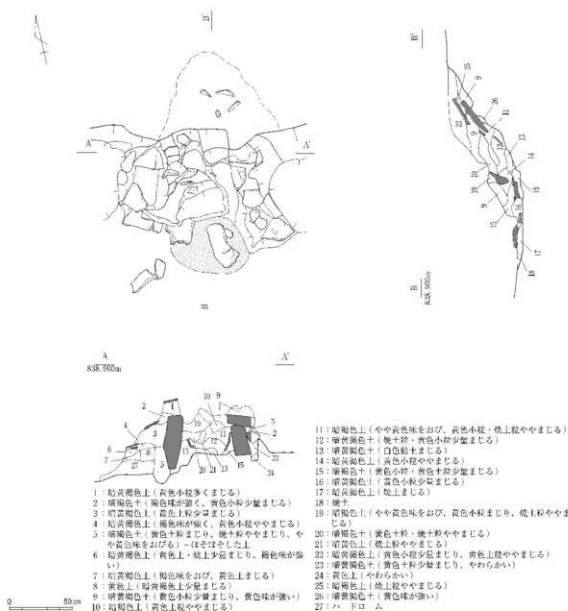 B'
A
A'
B
838.900m
B'
B
838.900m
A
838.900m
A'
1：暗黄褐色土（黄色小粒多くまじる）
2：暗褐色土（褐色味が強く、黄色小粒少量まじる）
3：暗黄褐色土（黄色土粒少量まじる）
4：暗黄褐色土（褐色味が強く、黄色小粒ややまじる）
5：暗褐色土（黄色土粒まじり、焼土粒ややまじり、や
や黄色味をおびる）－ぼそぼそした土
6：暗黄褐色土（黄色土・焼土少量まじり、褐色味が強
い）
7：暗黄褐色土（褐色味をおび、黄色土まじる）
8：黄色土（暗黄褐色土少量まじる）
9：暗黄褐色土（黄色小粒少量まじり、黄色味が強い）
10：暗褐色土（黄色土粒ややまじる）
11：暗褐色土（やや黄色味をおび、黄色小粒・焼土粒ややまじる）
12：暗黄褐色土（焼土粒・黄色小粒少量まじる）
13：暗黄褐色土（白色粘土まじる）
14：暗黄褐色土（黄色小粒ややまじる）
15：暗褐色土（黄色小粒・黄色土粒少量まじる）
16：暗黄褐色土（黄色小粒少量まじる）
17：暗黄褐色土（焼土まじる）
18：焼土
19：暗褐色土（やや黄褐色味をおび、黄色小粒少量まじり、焼土粒ややま
じる）
20：暗褐色土（黄色土粒・焼土粒ややまじる）
21：暗黄色土（焼土粒ややまじる）
22：暗黄褐色土（黄色小粒少量まじり、黄色土粒ややまじる）
23：暗黄褐色土（黄色小粒少量まじり、やわらかい）
24：黄色土（やわらかい）
25：暗褐色土（焼土粒ややまじる）
26：暗黄褐色土（黄色味が強い）
27：ハードローム
0
50cm